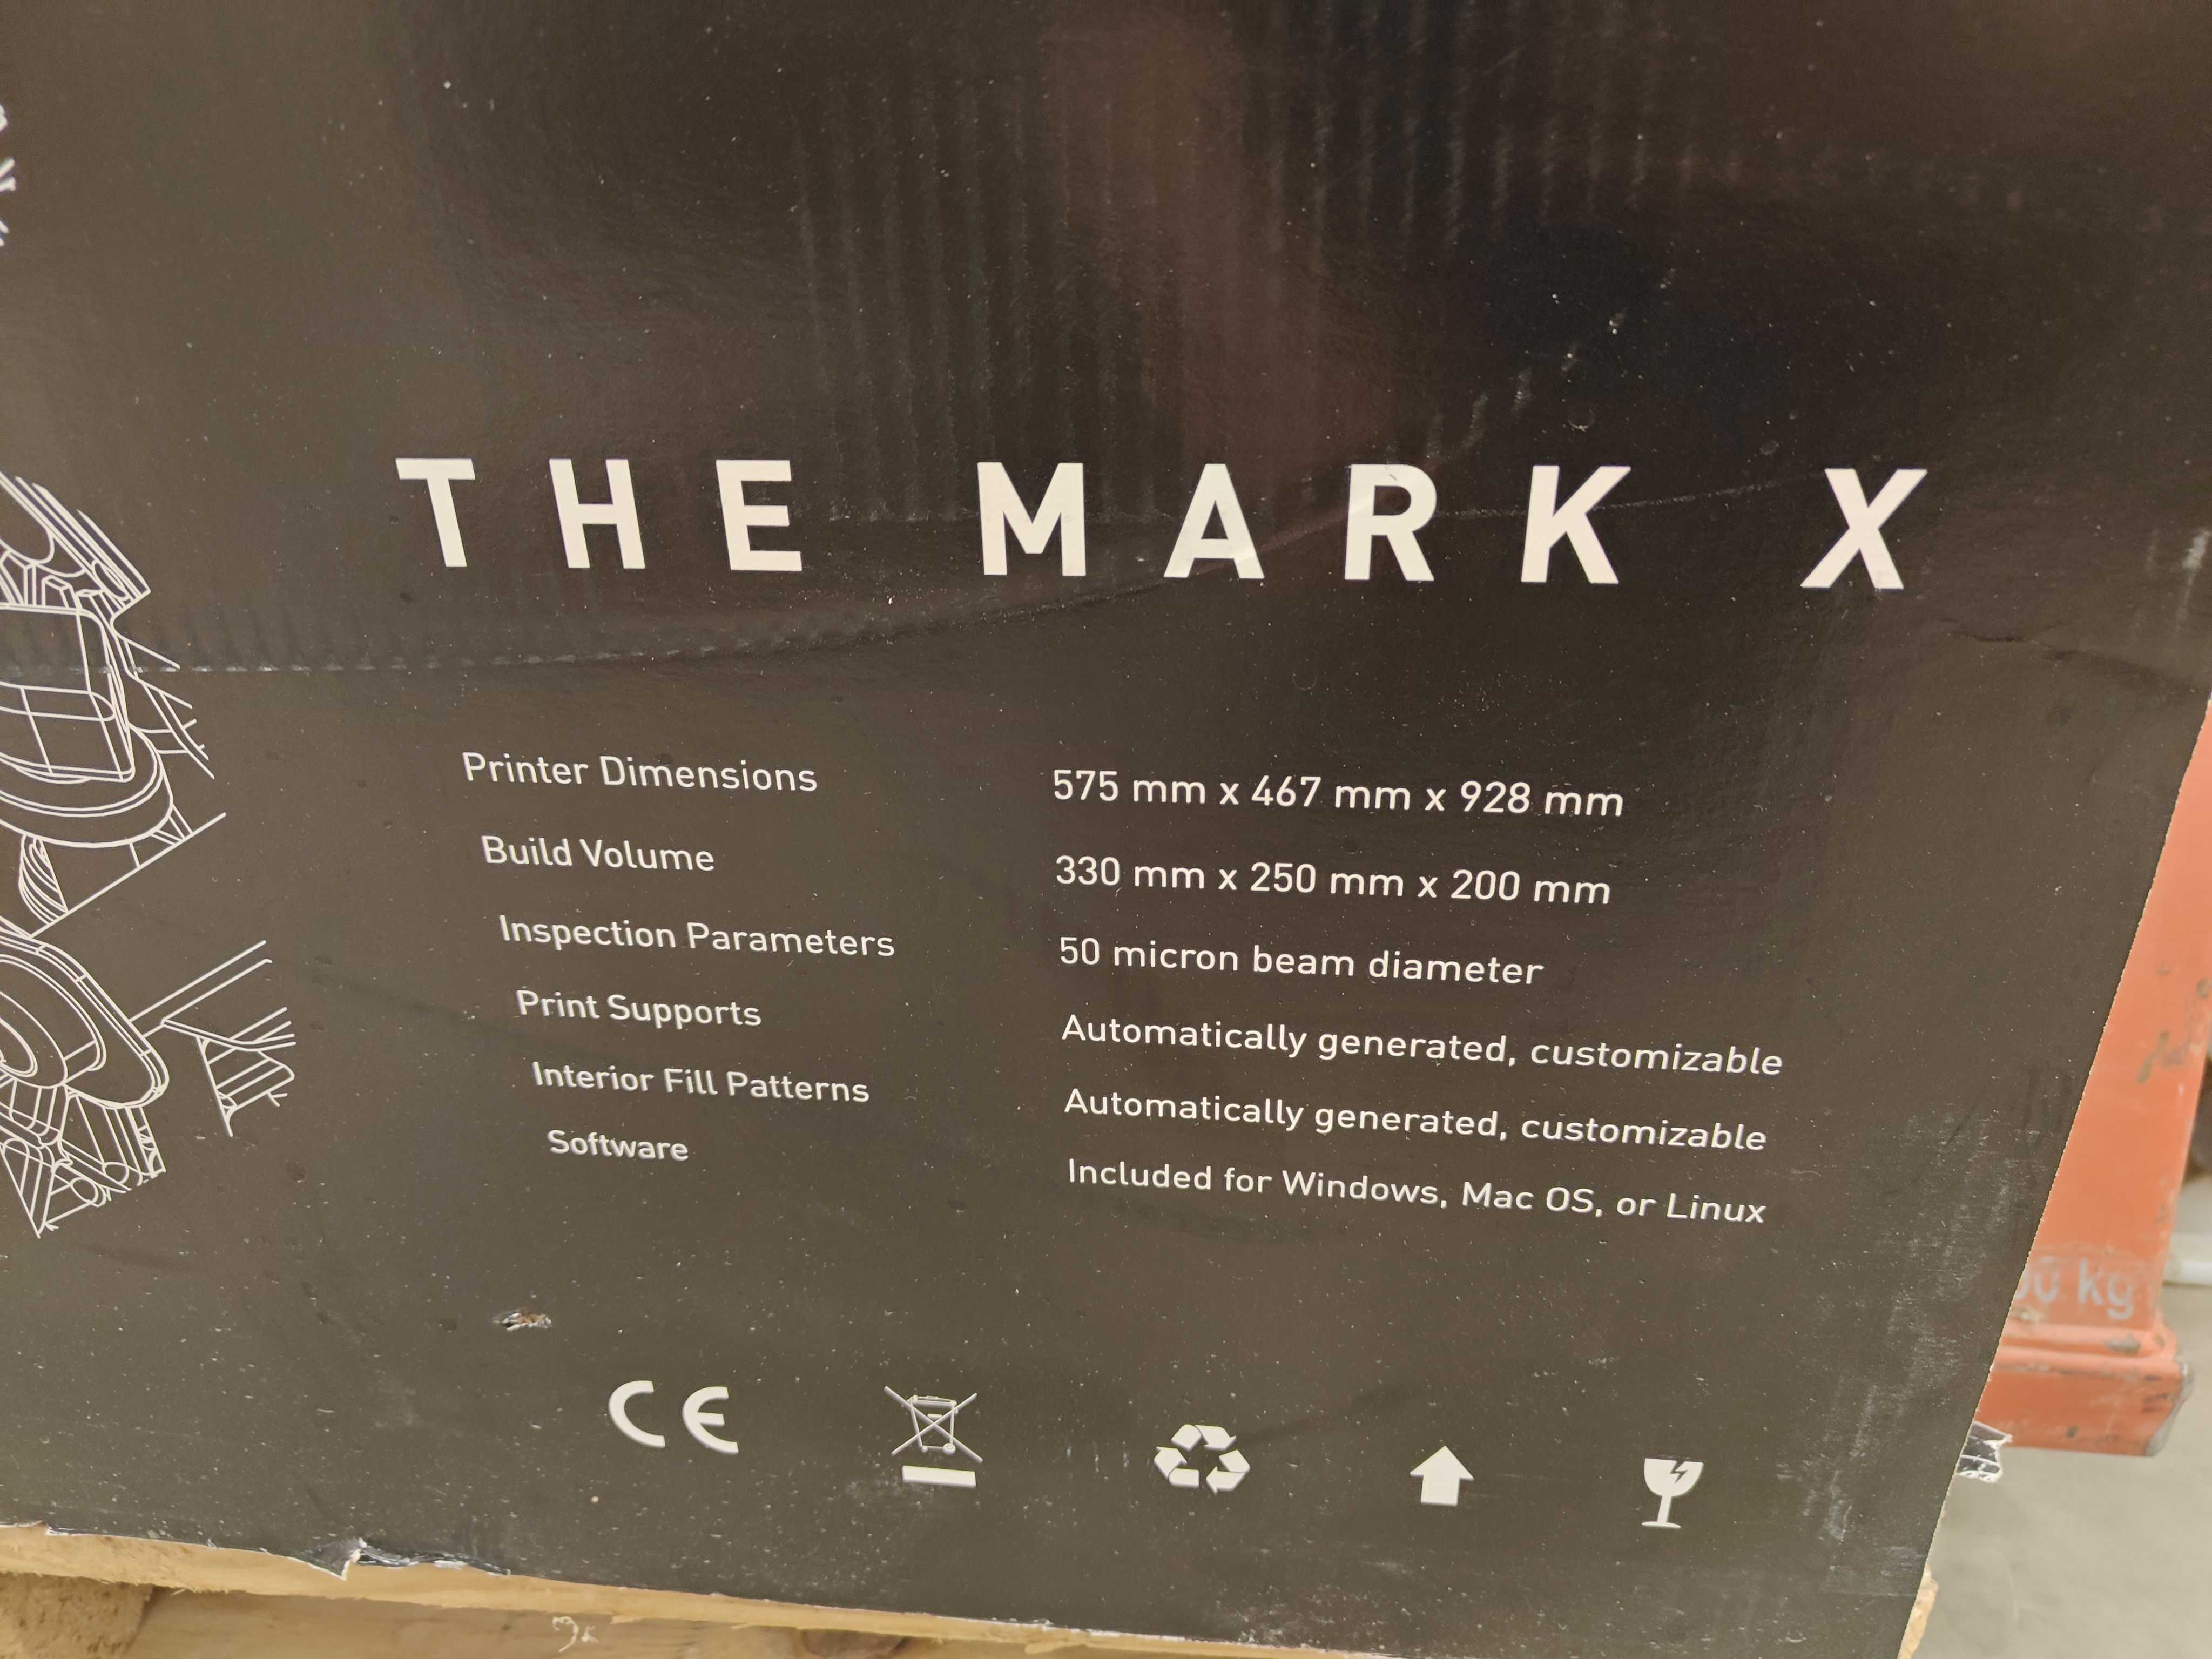 THE MARK X
Printer Dimensions 575 mm x 467 mm x 928 mm
Build Volume 330 mm x 250 mm x 200 mm
Inspection Parameters 50 micron beam diameter
Print Supports Automatically generated, customizable
Interior Fill Patterns Automatically generated, customizable
Software Included for Windows, Mac OS, or Linux
CE
kg